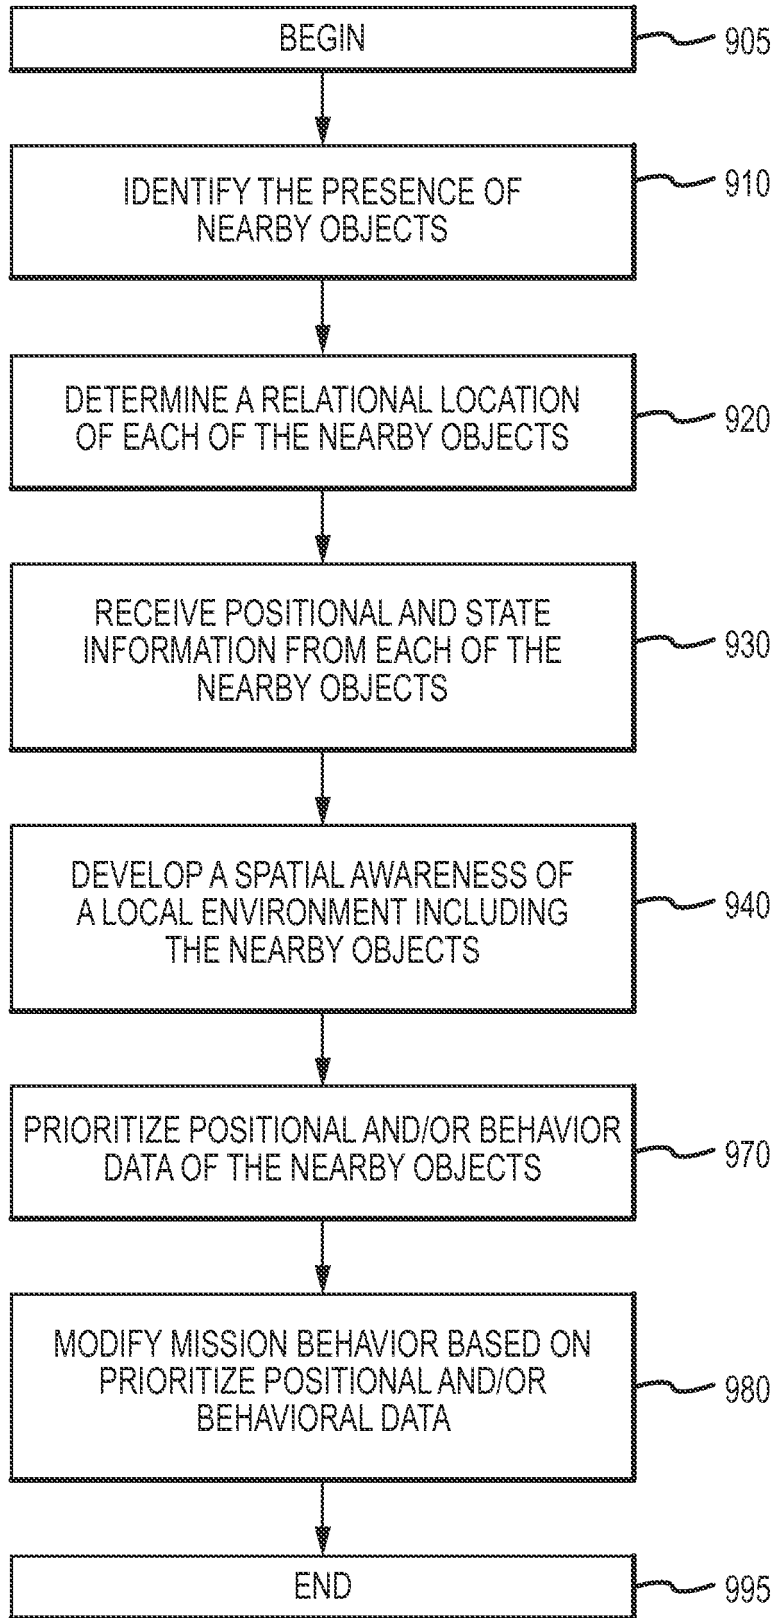 BEGIN
905
IDENTIFY THE PRESENCE OF
NEARBY OBJECTS
910
DETERMINE A RELATIONAL LOCATION
OF EACH OF THE NEARBY OBJECTS
920
RECEIVE POSITIONAL AND STATE
INFORMATION FROM EACH OF THE
NEARBY OBJECTS
930
DEVELOP A SPATIAL AWARENESS OF
A LOCAL ENVIRONMENT INCLUDING
THE NEARBY OBJECTS
940
PRIORITIZE POSITIONAL AND/OR BEHAVIOR
DATA OF THE NEARBY OBJECTS
970
MODIFY MISSION BEHAVIOR BASED ON
PRIORITIZE POSITIONAL AND/OR
BEHAVIORAL DATA
980
END
995